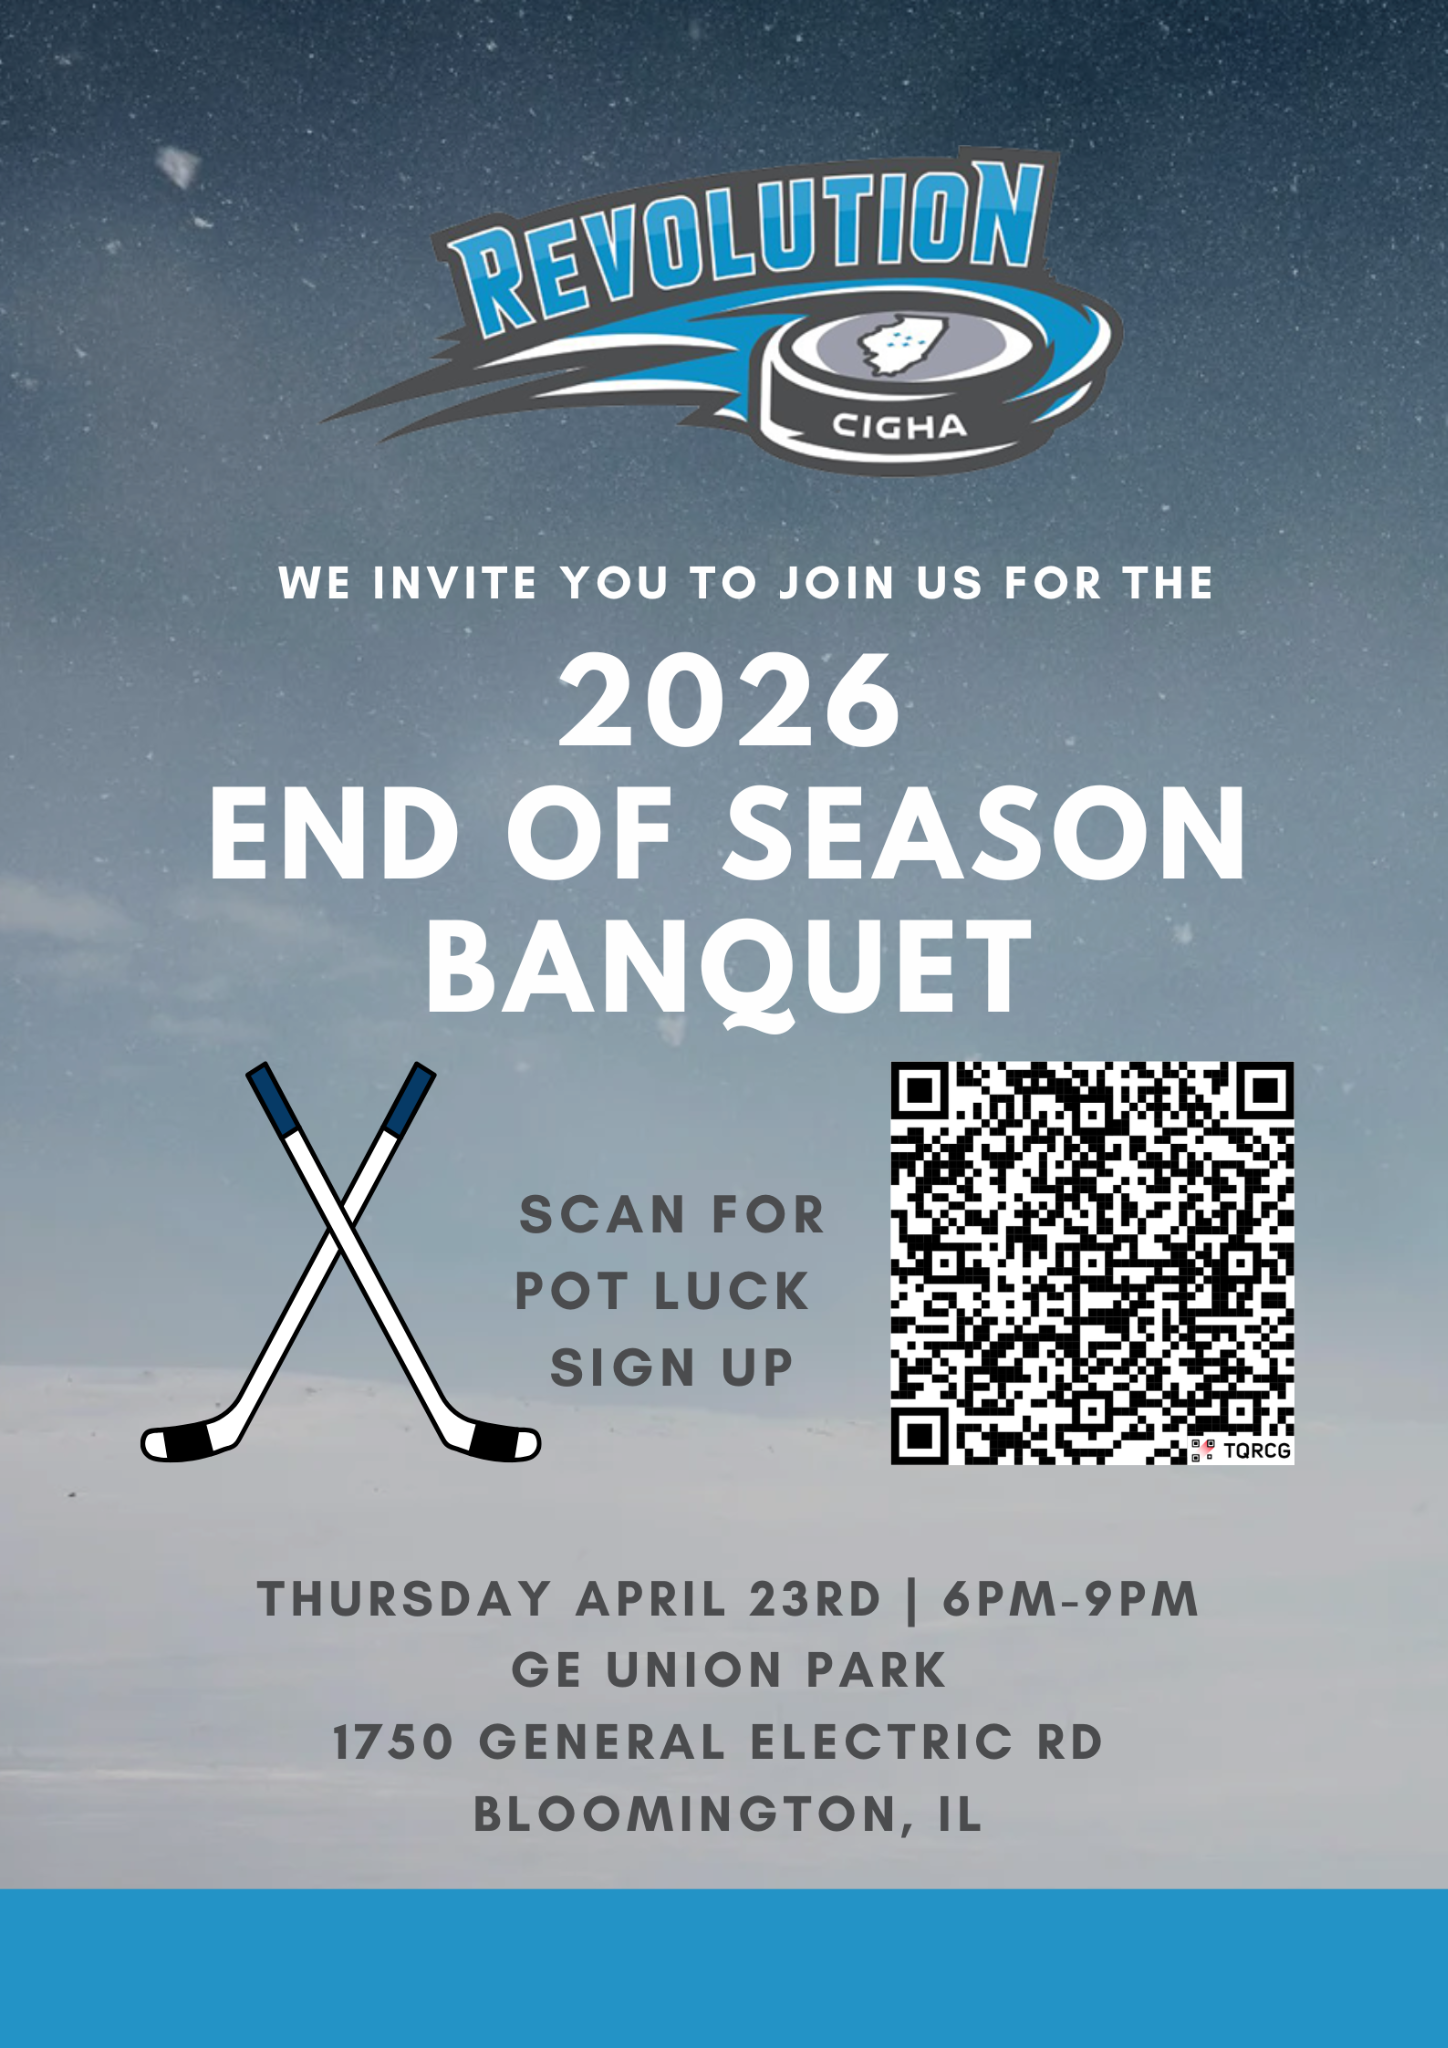 REVOLUTION
CIGHA
WE INVITE YOU TO JOIN US FOR THE
2026
END OF SEASON
BANQUET
SCAN FOR
POT LUCK
SIGN UP
TQRCG
THURSDAY APRIL 23RD | 6PM-9PM
GE UNION PARK
1750 GENERAL ELECTRIC RD
BLOOMINGTON, IL